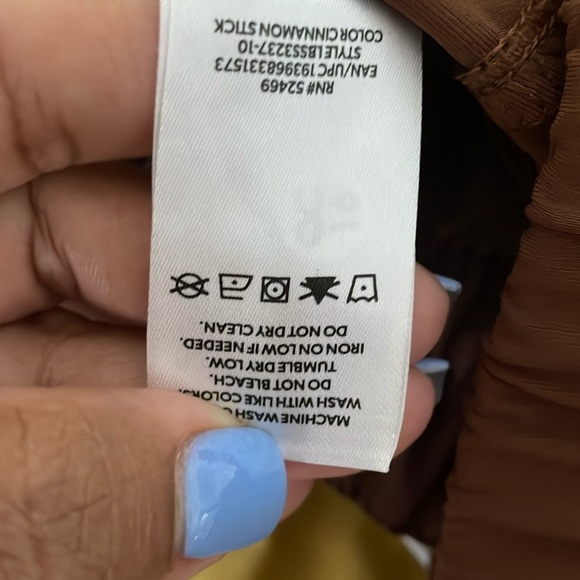 MACHINE WASH
WASH WITH LIKE COLORS.
DO NOT BLEACH.
TUMBLE DRY LOW.
IRON ON LOW IF NEEDED.
DO NOT DRY CLEAN.
RN# 52469
EAN/UPC 193968331573
STYLE LBSS3237-10
COLOR CINNAMON STICK